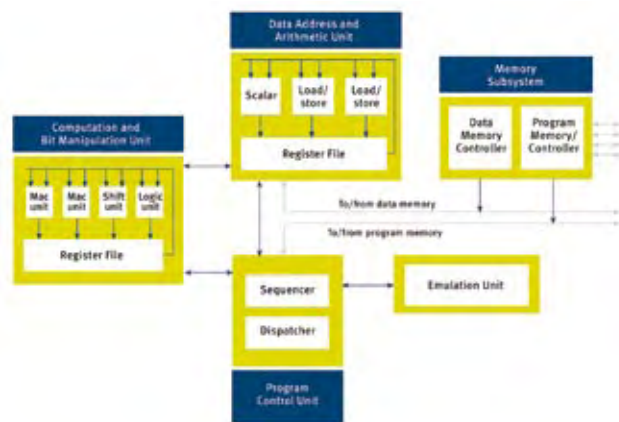 Data Address and
Arithmetic Unit
Scalar
Load/
store
Load/
store
Register File
Memory
Subsystem
Data
Memory
Controller
Program
Memory/
Controller
Computation and
Bit Manipulation Unit
Mac
unit
Mac
unit
Shift
unit
Logic
unit
Register File
To/from data memory
To/from program memory
Sequencer
Dispatcher
Emulation Unit
Program
Control Unit